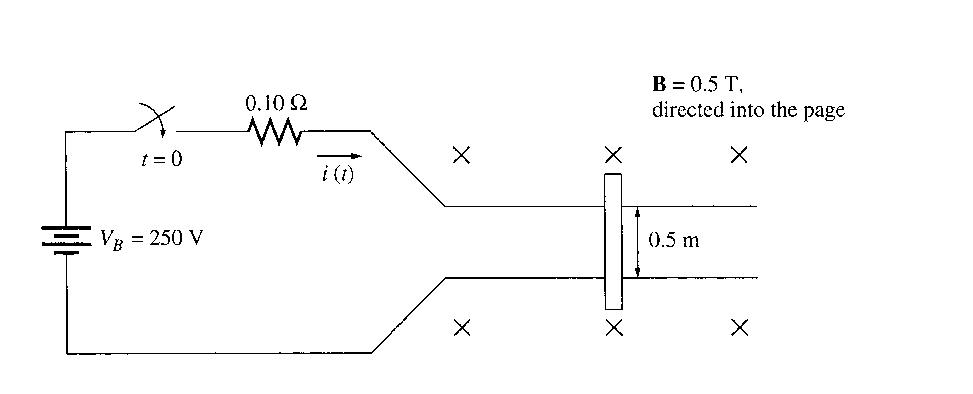 0.10 Ω
B = 0.5 T,
directed into the page
t = 0
i (t)
V_B = 250 V
0.5 m